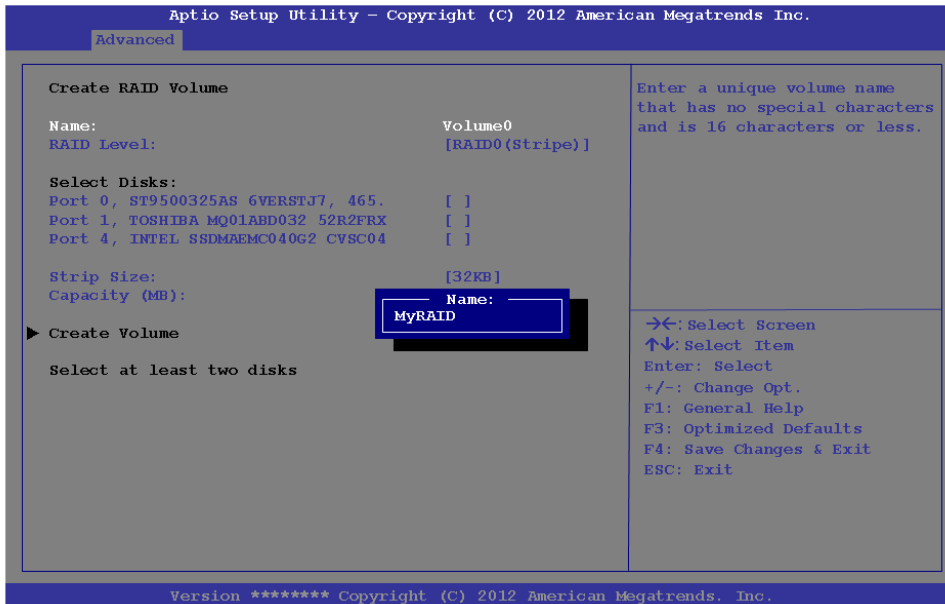 Aptio Setup Utility – Copyright (C) 2012 American Megatrends Inc.
Advanced
Create RAID Volume
Name: Volume0
RAID Level: [RAID0(Stripe)]
Select Disks:
Port 0, ST9500325AS 6VERSTJ7, 465. [ ]
Port 1, TOSHIBA MQ01ABD032 52R2FRX [ ]
Port 4, INTEL SSDMAEMC040G2 CVSC04 [ ]
Strip Size: [32KB]
Capacity (MB):
Name:
MyRAID
Create Volume
Select at least two disks
Enter a unique volume name
that has no special characters
and is 16 characters or less.
→←: Select Screen
↑↓: Select Item
Enter: Select
+/-: Change Opt.
F1: General Help
F3: Optimized Defaults
F4: Save Changes & Exit
ESC: Exit
Version ******** Copyright (C) 2012 American Megatrends. Inc.